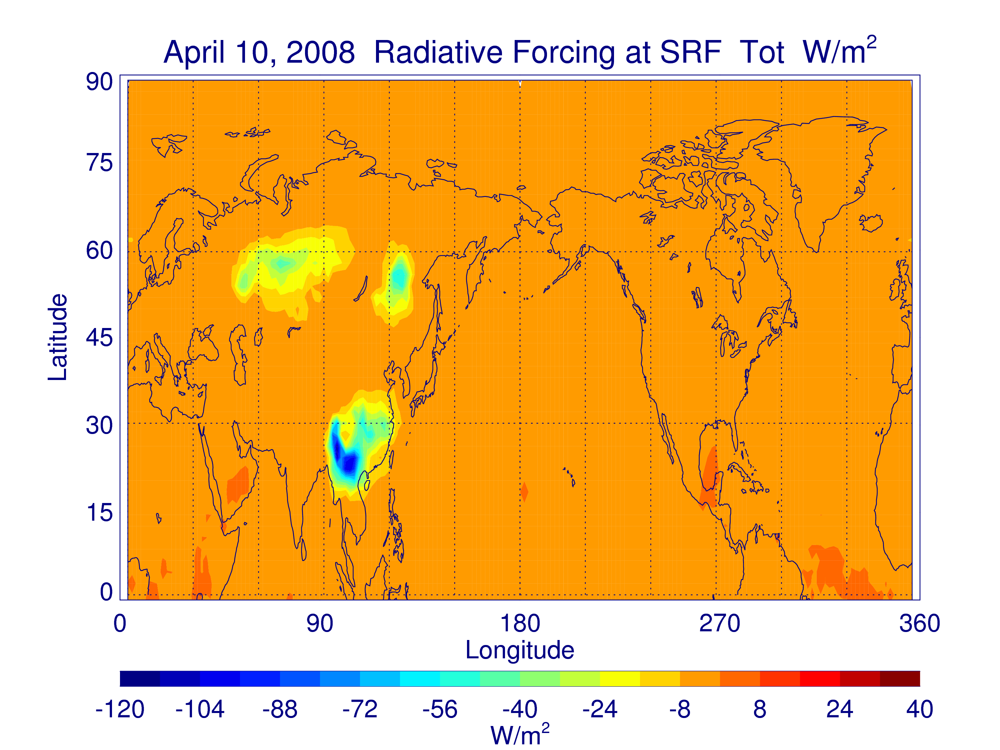 April 10, 2008 Radiative Forcing at SRF Tot W/m²
90
75
60
45
30
15
0
Latitude
0 90 180 270 360
Longitude
-120 -104 -88 -72 -56 -40 -24 -8 8 24 40
W/m²